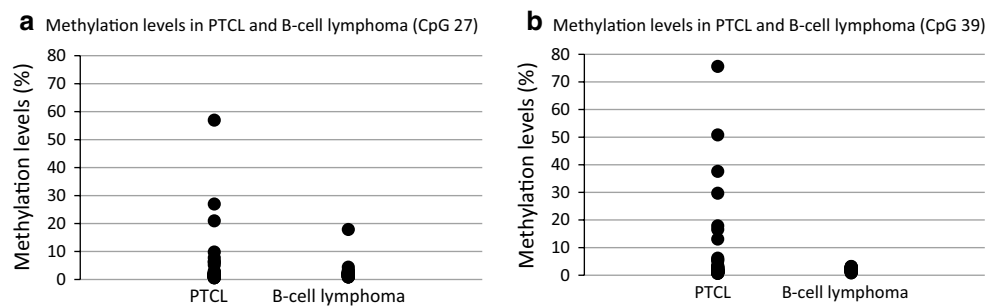 a Methylation levels in PTCL and B-cell lymphoma (CpG 27)
Methylation levels (%)
80
70
60
50
40
30
20
10
0
PTCL
B-cell lymphoma
b Methylation levels in PTCL and B-cell lymphoma (CpG 39)
Methylation levels (%)
80
70
60
50
40
30
20
10
0
PTCL
B-cell lymphoma